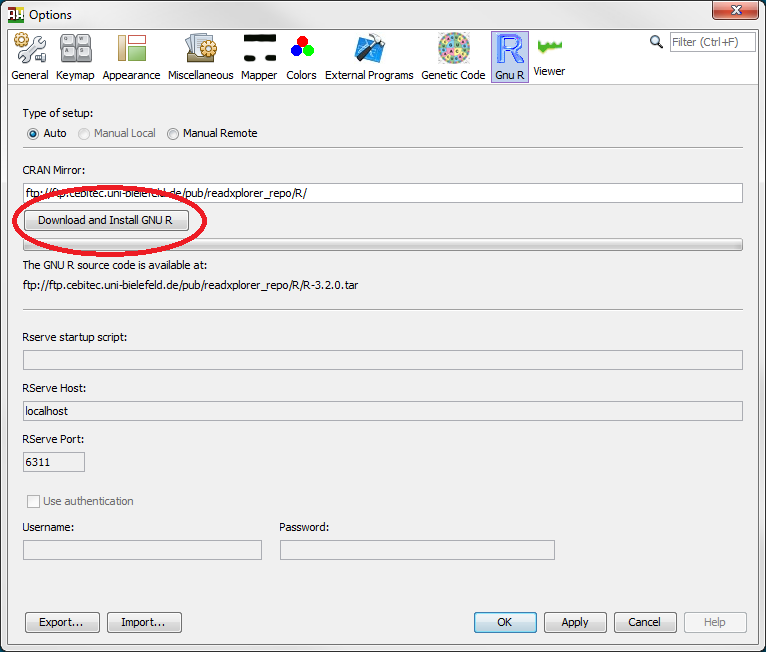 Options
General Keymap Appearance Miscellaneous Mapper Colors External Programs Genetic Code Gnu R Viewer
Filter (Ctrl+F)
Type of setup:
Auto Manual Local Manual Remote
CRAN Mirror:
ftp://ftp.cebitec.uni-bielefeld.de/pub/readxplorer_repo/R/
Download and Install GNU R
The GNU R source code is available at:
ftp://ftp.cebitec.uni-bielefeld.de/pub/readxplorer_repo/R/R-3.2.0.tar
Rserve startup script:
RServe Host:
localhost
RServe Port:
6311
Use authentication
Username: Password:
Export... Import... OK Apply Cancel Help